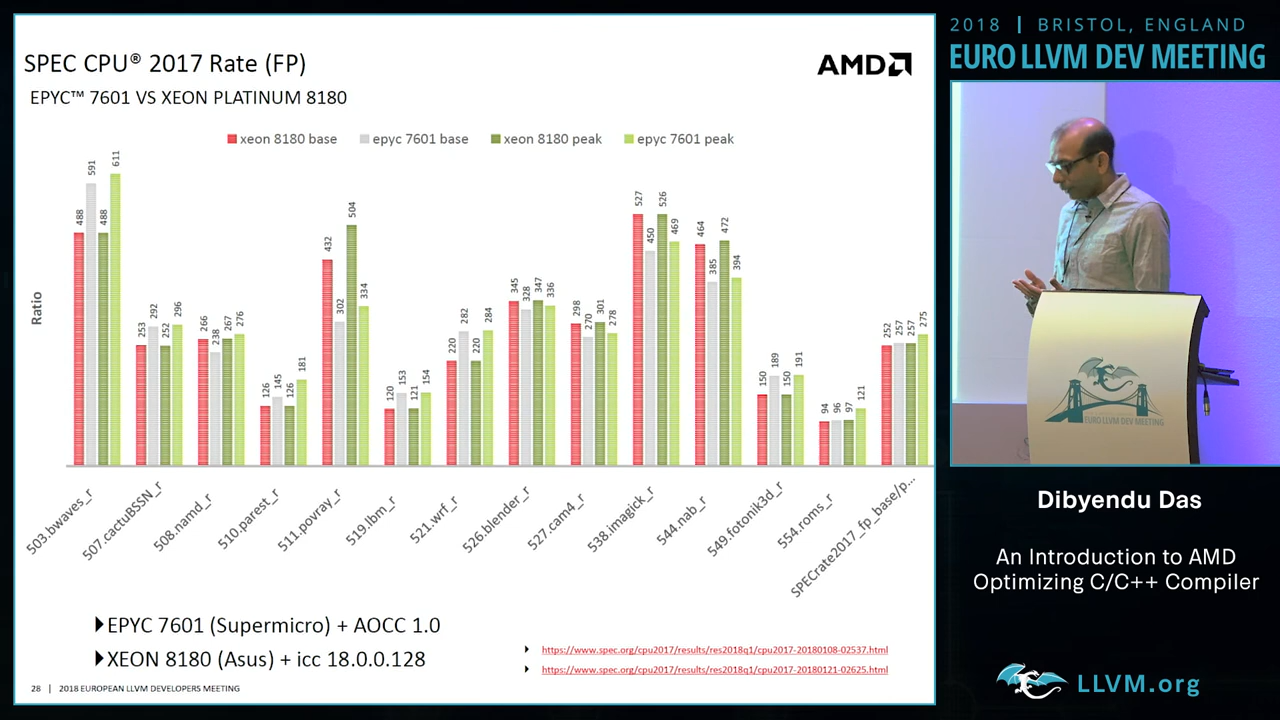 SPEC CPU® 2017 Rate (FP)
AMD
EPYC™ 7601 VS XEON PLATINUM 8180
xeon 8180 base epyc 7601 base xeon 8180 peak epyc 7601 peak
Ratio
488 591 488 611
253 292 252 296
266 238 267 276
126 145 126 181
432 302 504 334
120 153 121 154
220 282 220 284
345 328 347 336
298 270 301 278
527 450 526 469
464 385 472 394
150 189 150 191
94 96 97 121
252 257 257 275
503.bwaves_r
507.cactuBSSN_r
508.namd_r
510.parest_r
511.povray_r
519.lbm_r
521.wrf_r
526.blender_r
527.cam4_r
538.imagick_r
544.nab_r
549.fotonik3d_r
554.roms_r
SPECrate2017_fp_base/p...
EPYC 7601 (Supermicro) + AOCC 1.0
XEON 8180 (Asus) + icc 18.0.0.128
https://www.spec.org/cpu2017/results/res2018q1/cpu2017-20180108-02537.html
https://www.spec.org/cpu2017/results/res2018q1/cpu2017-20180121-02625.html
28 | 2018 EUROPEAN LLVM DEVELOPERS MEETING
2018 | BRISTOL, ENGLAND
EURO LLVM DEV MEETING
EURO LLVM DEV MEETING
Dibyendu Das
An Introduction to AMD
Optimizing C/C++ Compiler
LLVM.org